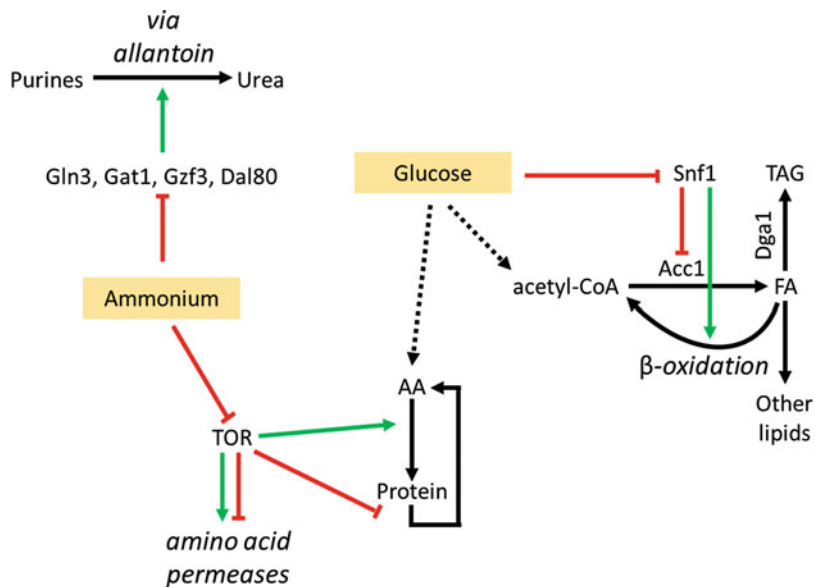 via
allantoin
Purines
Urea
Gln3, Gat1, Gzf3, Dal80
Ammonium
Glucose
Snf1
TAG
Dga1
Acc1
acetyl-CoA
FA
β-oxidation
Other
lipids
AA
TOR
Protein
amino acid
permeases